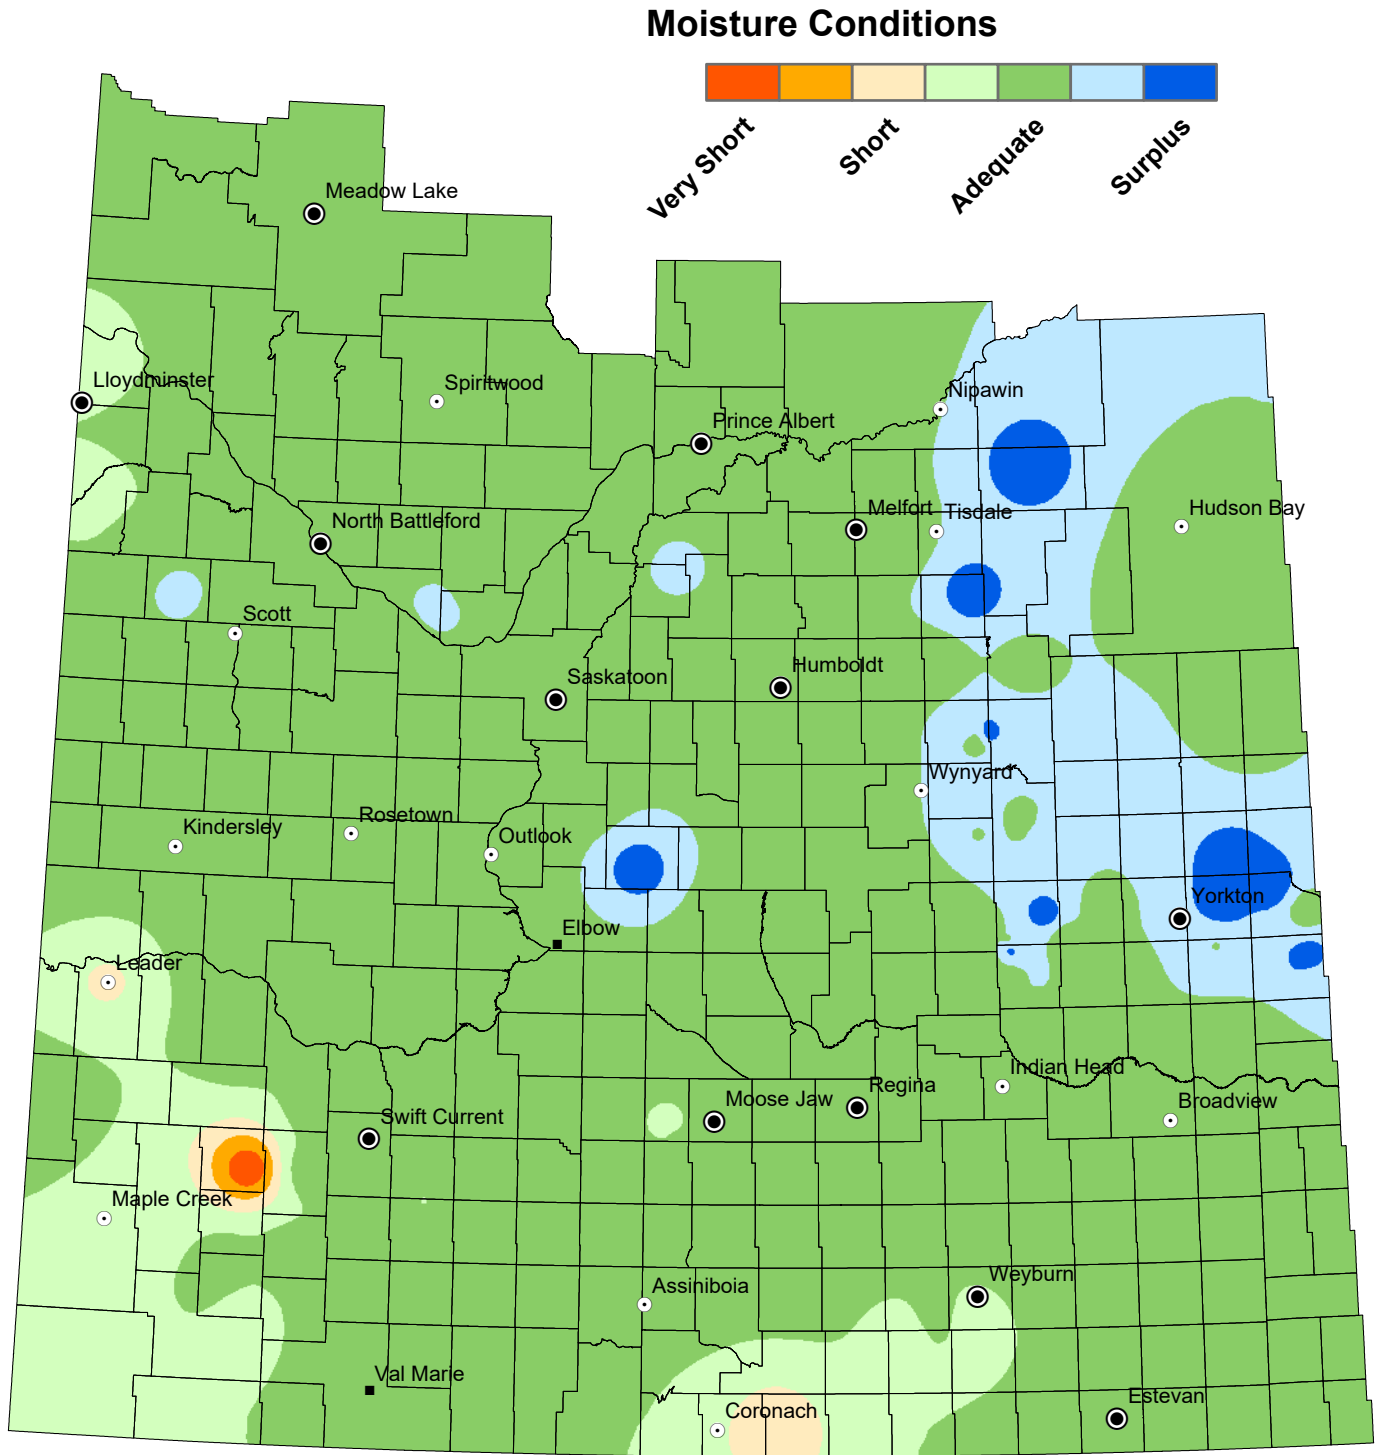 Moisture Conditions
Very Short
Short
Adequate
Surplus
Meadow Lake
Lloydminster
Spiritwood
Nipawin
Prince Albert
Melfort
Tisdale
Hudson Bay
North Battleford
Scott
Saskatoon
Humboldt
Wynyard
Kindersley
Rosetown
Outlook
Yorkton
Elbow
Leader
Indian Head
Regina
Moose Jaw
Broadview
Swift Current
Maple Creek
Weyburn
Assiniboia
Val Marie
Estevan
Coronach